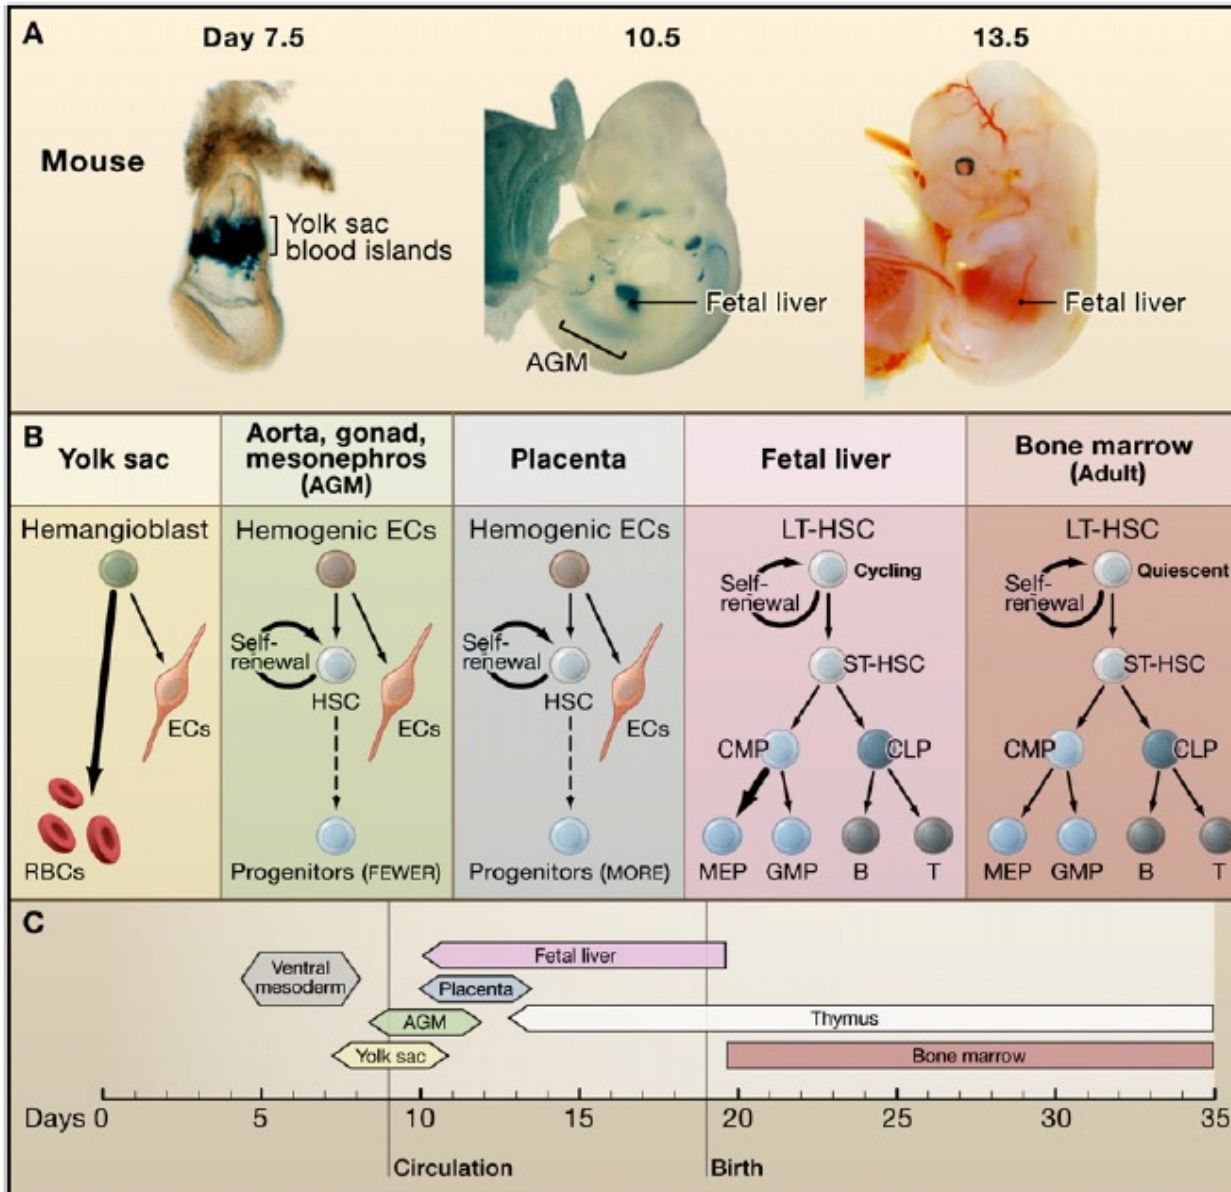 A
Day 7.5
10.5
13.5
Mouse
Yolk sac
blood islands
Fetal liver
AGM
Fetal liver
B
Yolk sac
Aorta, gonad,
mesonephros
(AGM)
Placenta
Fetal liver
Bone marrow
(Adult)
Hemangioblast
ECs
RBCs
Hemogenic ECs
Self-
renewal
HSC
ECs
Progenitors (FEWER)
Hemogenic ECs
Self-
renewal
HSC
ECs
Progenitors (MORE)
LT-HSC
Cycling
Self-
renewal
ST-HSC
CMP
CLP
MEP
GMP
B
T
LT-HSC
Quiescent
Self-
renewal
ST-HSC
CMP
CLP
MEP
GMP
B
T
C
Ventral
mesoderm
Fetal liver
Placenta
AGM
Thymus
Yolk sac
Bone marrow
Days 0 5 10 15 20 25 30 35
Circulation
Birth